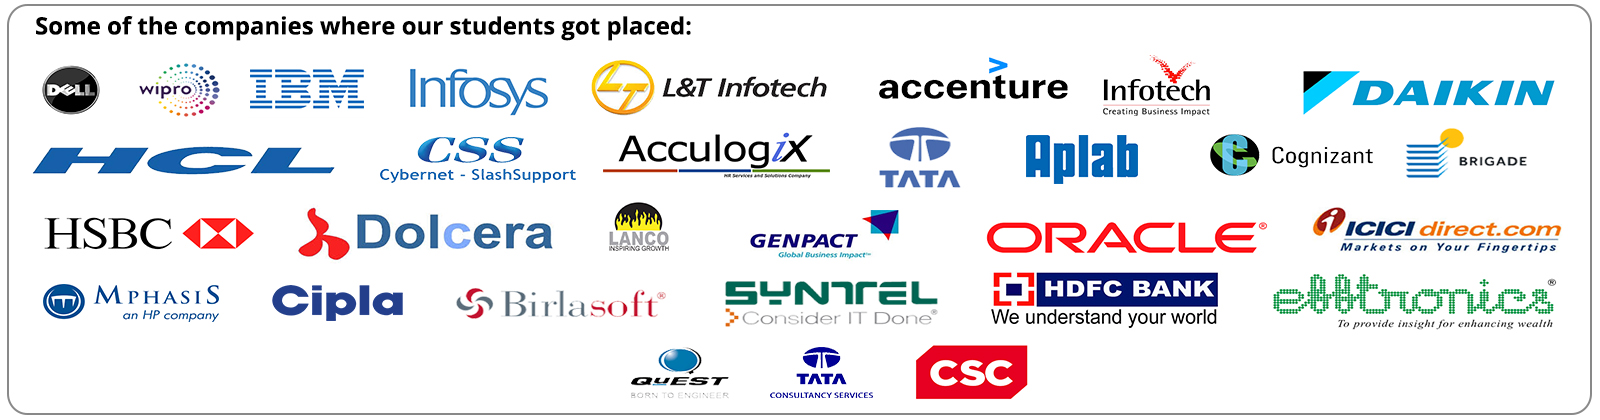 Some of the companies where our students got placed:
DELL
wipro
IBM
Infosys
LT L&T Infotech
accenture
Infotech
Creating Business Impact
DAIKIN
HCL
CSS
Cybernet - SlashSupport
AcculogiX
HR Services and Solutions Company
TATA
Aplab
Cognizant
BRIGADE
HSBC
Dolcera
LANCO
INSPIRING GROWTH
GENPACT
Global Business Impact™
ORACLE®
ICICI direct.com
Markets on Your Fingertips
MPHASIS
an HP company
Cipla
Birlasoft®
SYNTEL
Consider IT Done®
HDFC BANK
We understand your world
efftronics®
To provide insight for enhancing wealth
QuEST
BORN TO ENGINEER
TATA
CONSULTANCY SERVICES
CSC